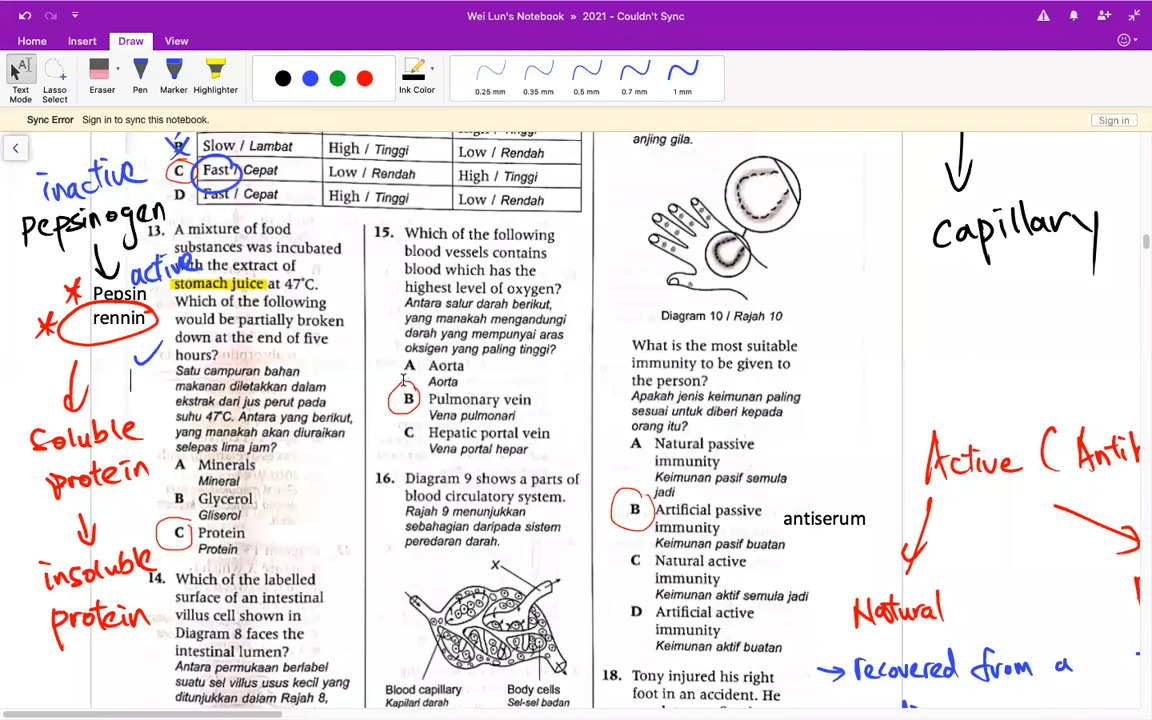 Wei Lun's Notebook » 2021 - Couldn't Sync
Home Insert Draw View
Text Mode
Lasso Select
Eraser
Pen
Marker
Highlighter
Ink Color
0.25 mm
0.35 mm
0.5 mm
0.7 mm
1 mm
Sync Error Sign in to sync this notebook.
Sign in
inactive
pepsinogen
active
Pepsin
rennin
soluble
protein
insoluble
protein
B Slow / Lambat High / Tinggi Low / Rendah
C Fast / Cepat Low / Rendah High / Tinggi
D Fast / Cepat High / Tinggi Low / Rendah
13. A mixture of food
substances was incubated
with the extract of
stomach juice at 47°C.
Which of the following
would be partially broken
down at the end of five
hours?
Satu campuran bahan
makanan diletakkan dalam
ekstrak dari jus perut pada
suhu 47°C. Antara yang berikut,
yang manakah akan diuraikan
selepas lima jam?
A Minerals
Mineral
B Glycerol
Gliserol
C Protein
Protein
14. Which of the labelled
surface of an intestinal
villus cell shown in
Diagram 8 faces the
intestinal lumen?
Antara permukaan berlabel
suatu sel vilus usus kecil yang
ditunjukkan dalam Rajah 8,
15. Which of the following
blood vessels contains
blood which has the
highest level of oxygen?
Antara salur darah berikut,
yang manakah mengandungi
darah yang mempunyai aras
oksigen yang paling tinggi?
A Aorta
Aorta
B Pulmonary vein
Vena pulmonari
C Hepatic portal vein
Vena portal hepar
16. Diagram 9 shows a parts of
blood circulatory system.
Rajah 9 menunjukkan
sebahagian daripada sistem
peredaran darah.
X
Blood capillary
Kapilari darah
Body cells
Sel-sel badan
anjing gila.
Diagram 10 / Rajah 10
What is the most suitable
immunity to be given to
the person?
Apakah jenis keimunan paling
sesuai untuk diberi kepada
orang itu?
A Natural passive
immunity
Keimunan pasif semula
jadi
B Artificial passive
immunity
Keimunan pasif buatan
antiserum
C Natural active
immunity
Keimunan aktif semula jadi
D Artificial active
immunity
Keimunan aktif buatan
18. Tony injured his right
foot in an accident. He
capillary
Active (Antib
Natural
→ recovered from a